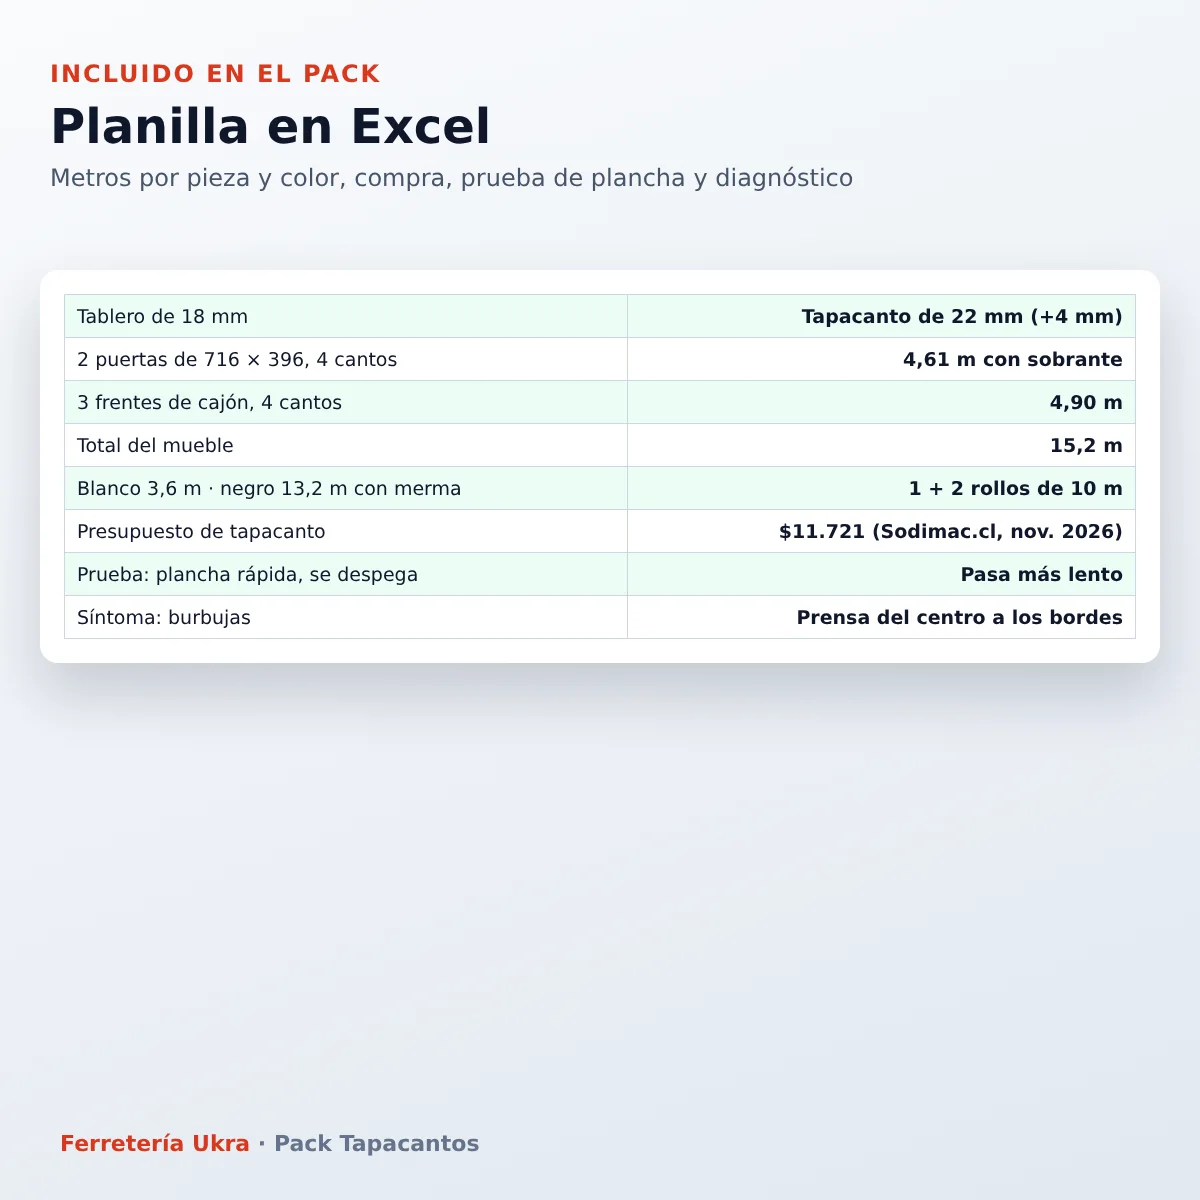 INCLUIDO EN EL PACK
Planilla en Excel
Metros por pieza y color, compra, prueba de plancha y diagnóstico
Tablero de 18 mm Tapacanto de 22 mm (+4 mm)
2 puertas de 716 × 396, 4 cantos 4,61 m con sobrante
3 frentes de cajón, 4 cantos 4,90 m
Total del mueble 15,2 m
Blanco 3,6 m · negro 13,2 m con merma 1 + 2 rollos de 10 m
Presupuesto de tapacanto $11.721 (Sodimac.cl, nov. 2026)
Prueba: plancha rápida, se despega Pasa más lento
Síntoma: burbujas Prensa del centro a los bordes
Ferretería Ukra · Pack Tapacantos